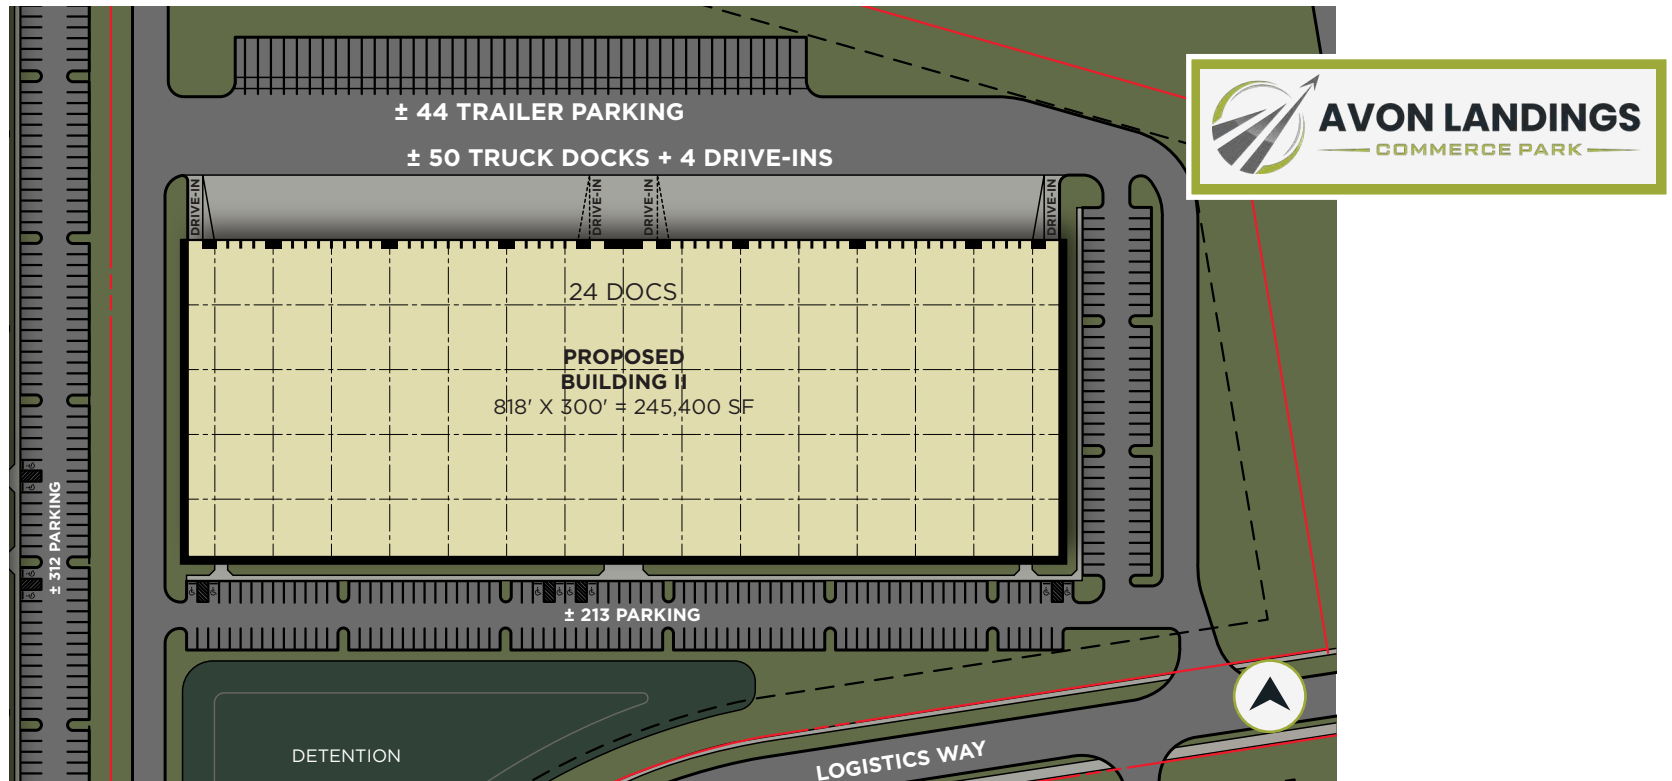 ± 44 TRAILER PARKING
± 50 TRUCK DOCKS + 4 DRIVE-INS
AVON LANDINGS
COMMERCE PARK
DRIVE-IN
DRIVE-IN
DRIVE-IN
DRIVE-IN
24 DOCS
PROPOSED
BUILDING II
818' X 300' = 245,400 SF
± 312 PARKING
± 213 PARKING
DETENTION
LOGISTICS WAY